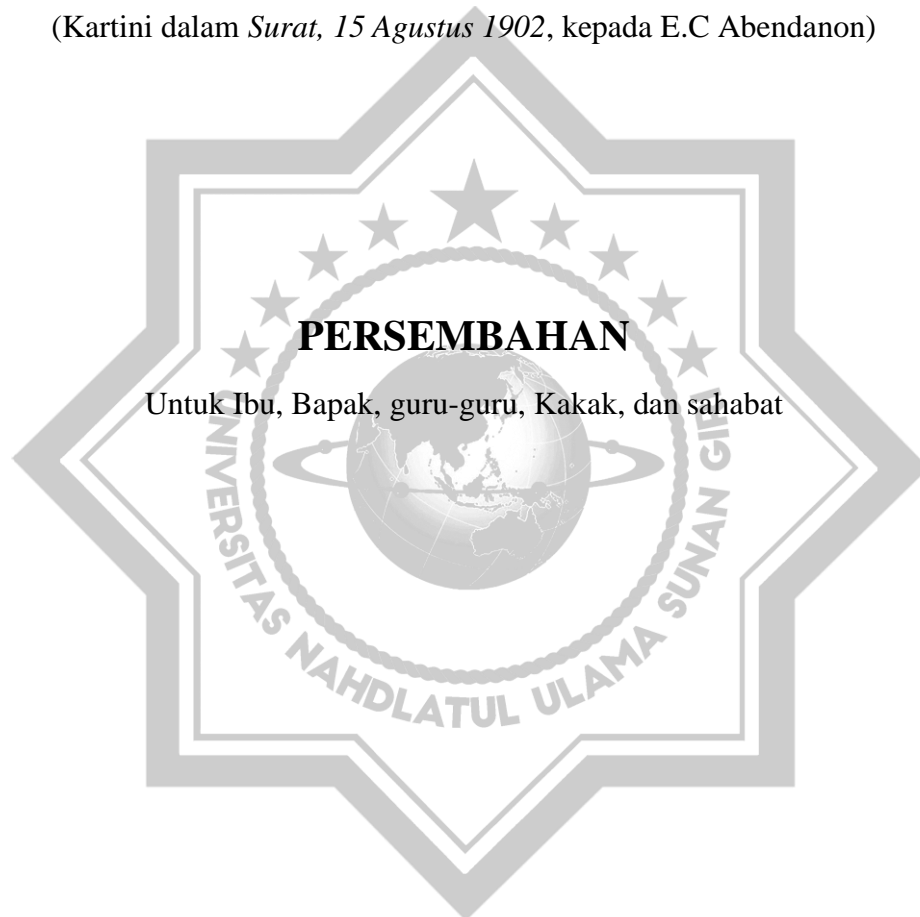 (Kartini dalam Surat, 15 Agustus 1902, kepada E.C Abendanon)
PERSEMBAHAN
Untuk Ibu, Bapak, guru-guru, Kakak, dan sahabat
UNIVERSITAS NAHDLATUL ULAMA SUNAN GIRI